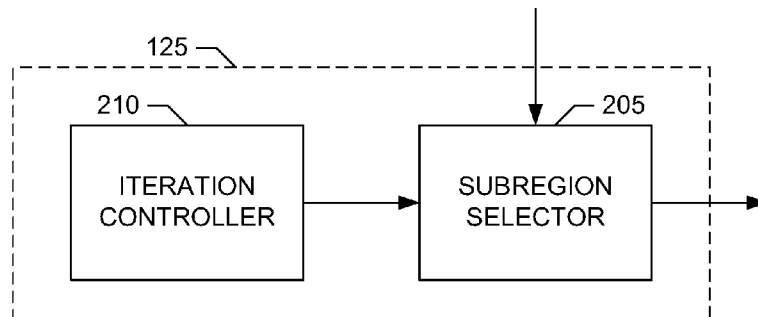 125
210
205
ITERATION
CONTROLLER
SUBREGION
SELECTOR